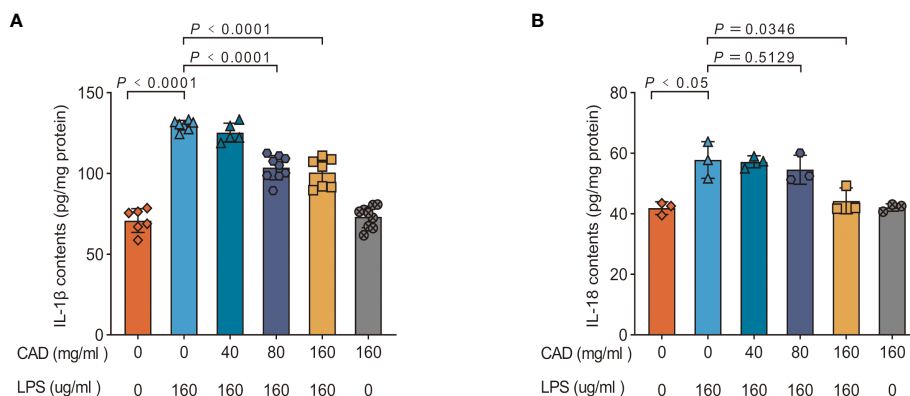 A
P < 0.0001
P < 0.0001
P < 0.0001
150
100
50
0
IL-1β contents (pg/mg protein)
CAD (mg/ml) 0 0 40 80 160 160
LPS (ug/ml) 0 160 160 160 160 0
B
P = 0.0346
P = 0.5129
P < 0.05
80
60
40
20
0
IL-18 contents (pg/mg protein)
CAD (mg/ml) 0 0 40 80 160 160
LPS (ug/ml) 0 160 160 160 160 0